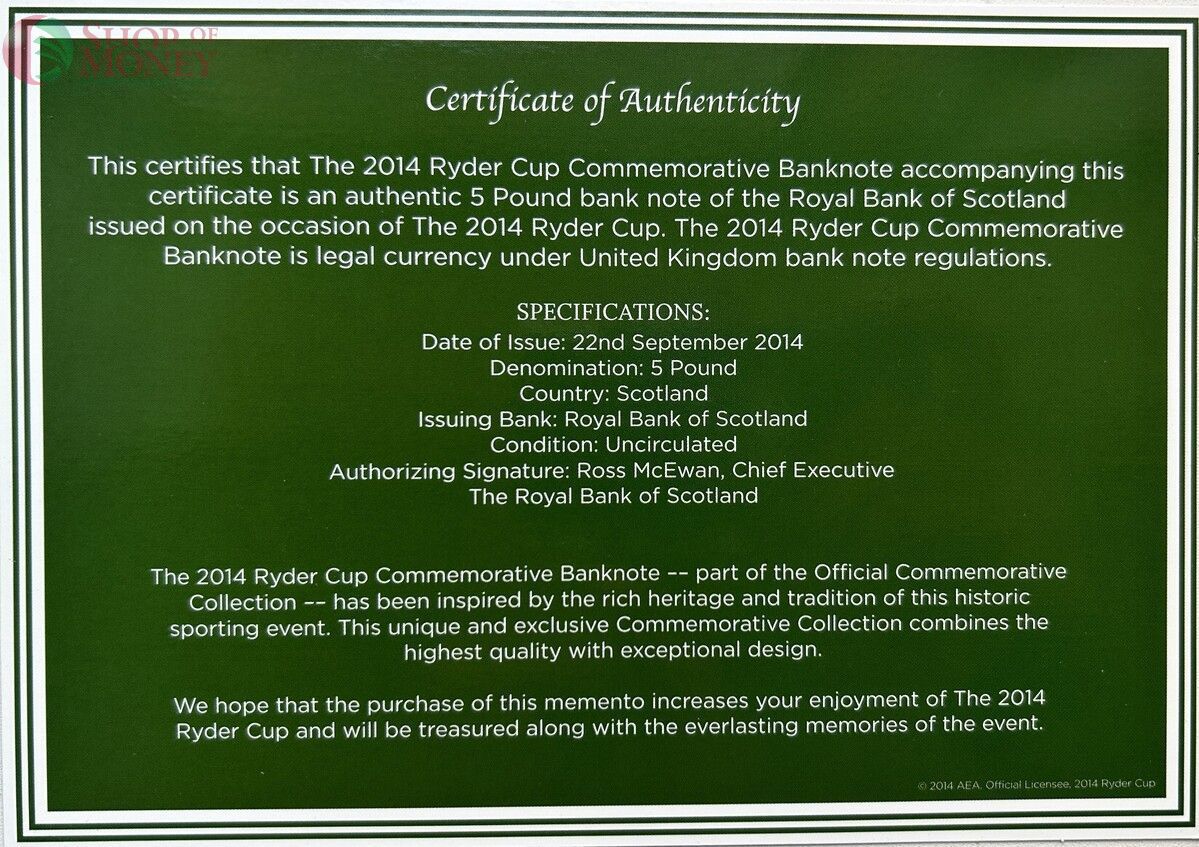 SHOP OF
MONEY
Certificate of Authenticity
This certifies that The 2014 Ryder Cup Commemorative Banknote accompanying this
certificate is an authentic 5 Pound bank note of the Royal Bank of Scotland
issued on the occasion of The 2014 Ryder Cup. The 2014 Ryder Cup Commemorative
Banknote is legal currency under United Kingdom bank note regulations.
SPECIFICATIONS:
Date of Issue: 22nd September 2014
Denomination: 5 Pound
Country: Scotland
Issuing Bank: Royal Bank of Scotland
Condition: Uncirculated
Authorizing Signature: Ross McEwan, Chief Executive
The Royal Bank of Scotland
The 2014 Ryder Cup Commemorative Banknote -- part of the Official Commemorative
Collection -- has been inspired by the rich heritage and tradition of this historic
sporting event. This unique and exclusive Commemorative Collection combines the
highest quality with exceptional design.
We hope that the purchase of this memento increases your enjoyment of The 2014
Ryder Cup and will be treasured along with the everlasting memories of the event.
© 2014 AEA. Official Licensee, 2014 Ryder Cup